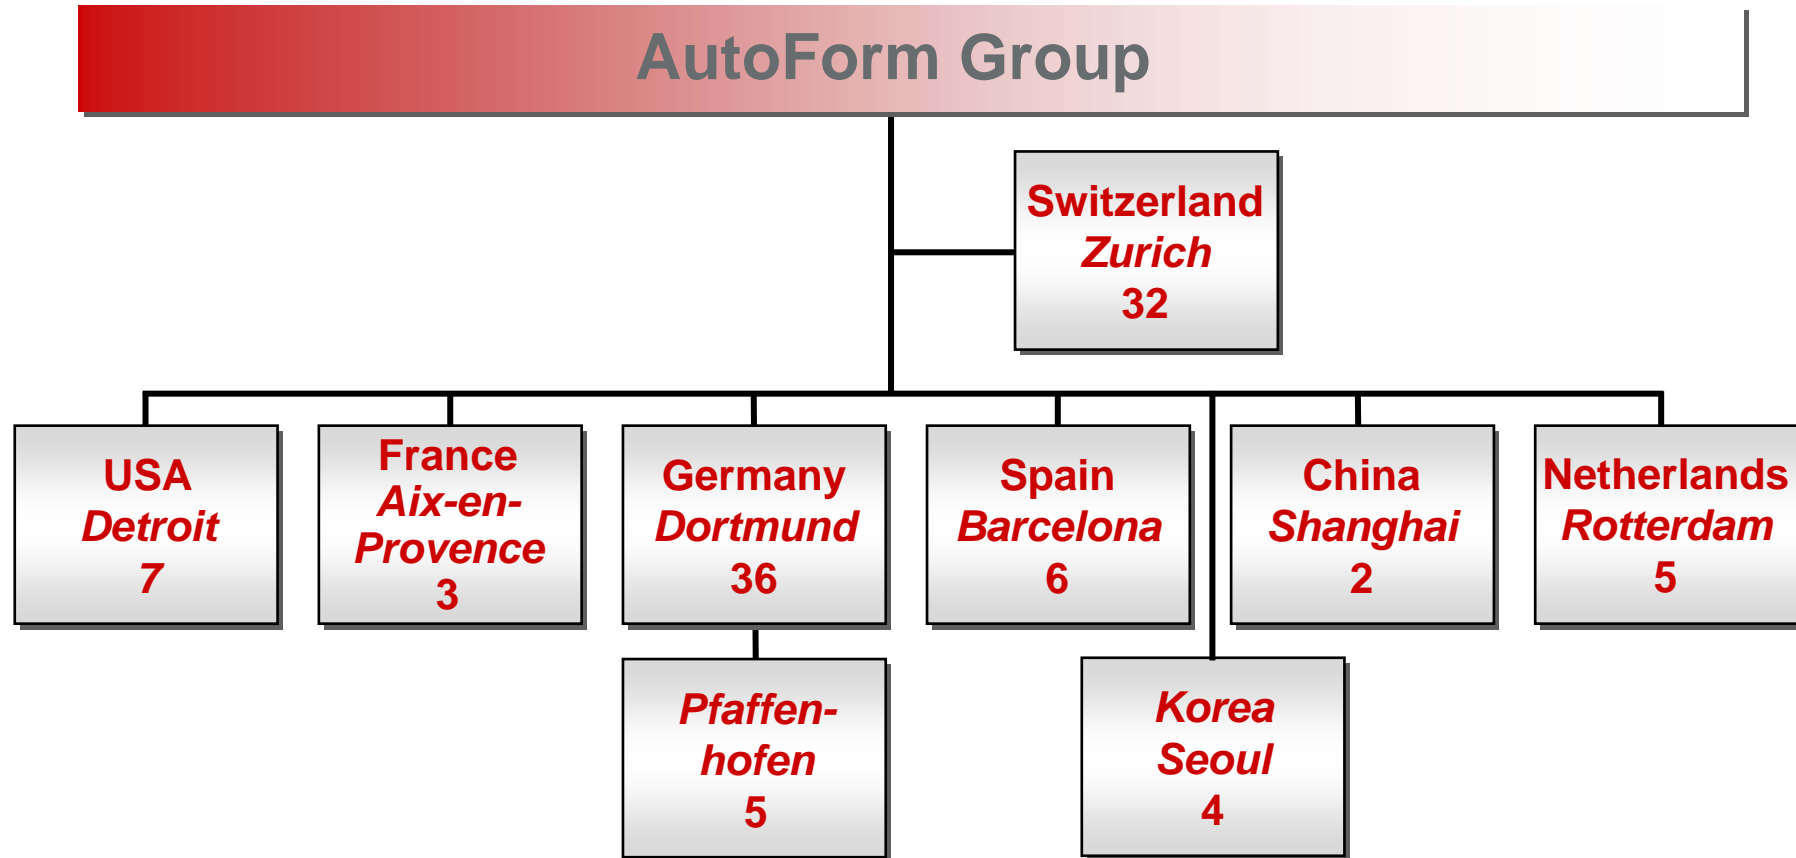 AutoForm Group
Switzerland
Zurich
32
USA
Detroit
7
France
Aix-en-
Provence
3
Germany
Dortmund
36
Spain
Barcelona
6
China
Shanghai
2
Netherlands
Rotterdam
5
Pfaffen-
hofen
5
Korea
Seoul
4